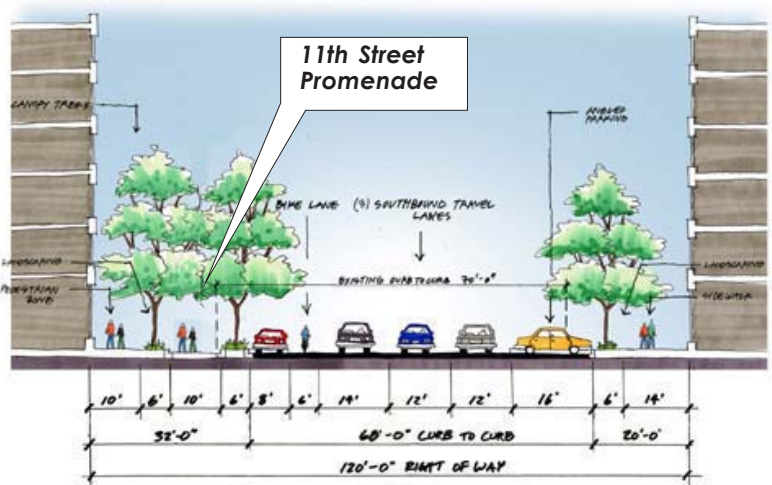 11th Street
Promenade
CANOPY TREES
ANGLED
PARKING
BIKE LANE (3) SOUTHBOUND TRAVEL
LANES
LANDSCAPING
LANDSCAPING
EXISTING CURB TO CURB 70'-0"
PEDESTRIAN
ZONE
SIDEWALK
10' 6' 10' 6' 8' 6' 14' 12' 12' 16' 6' 14'
32'-0" 68'-0" CURB TO CURB 20'-0"
120'-0" RIGHT OF WAY